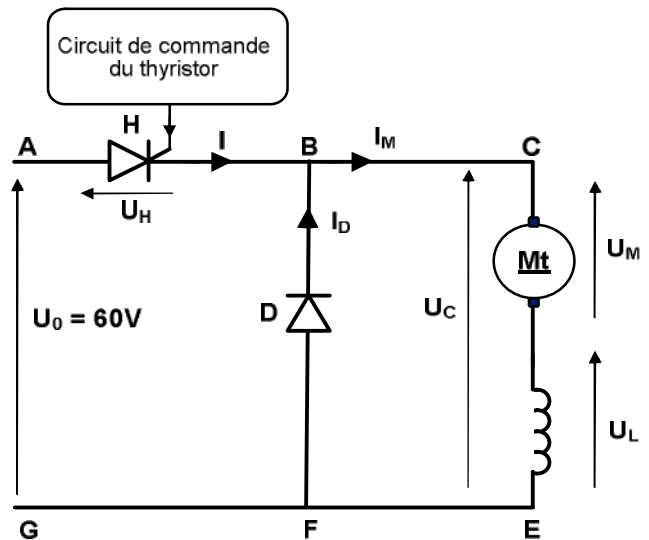 Circuit de commande
du thyristor
H
A
I
B
I_M
C
U_H
I_D
U_M
Mt
D
U_C
U_0 = 60V
U_L
G
F
E